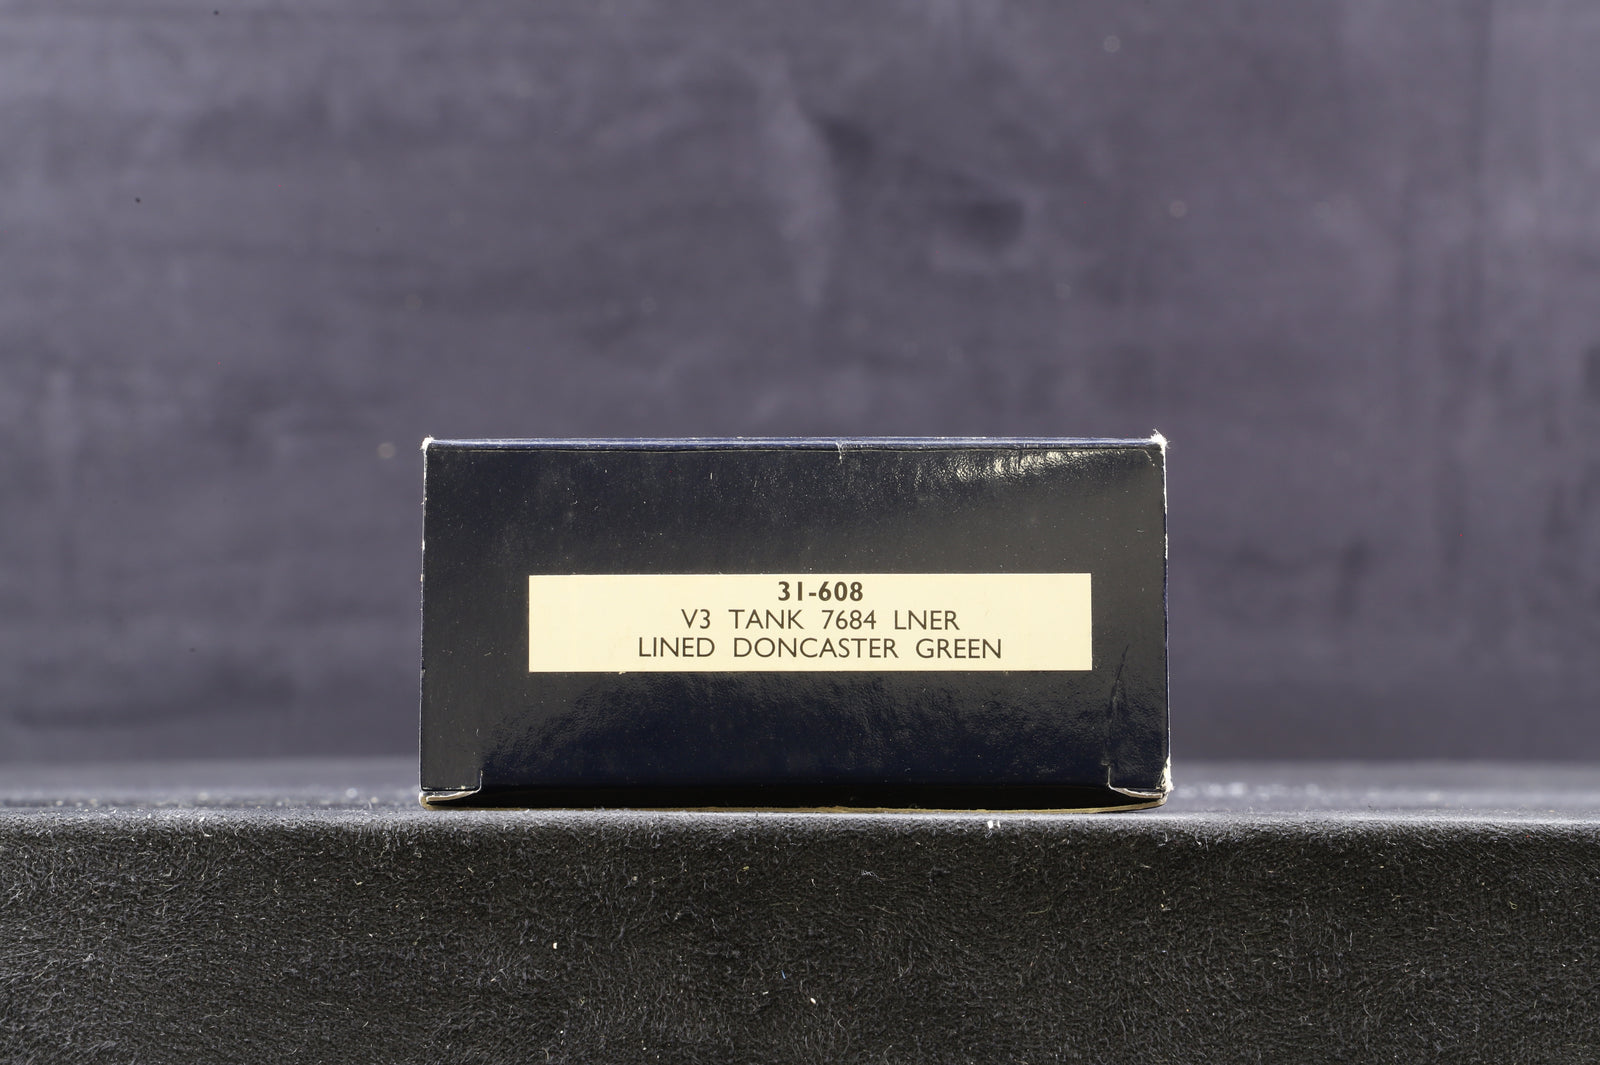 31-608
V3 TANK 7684 LNER
LINED DONCASTER GREEN